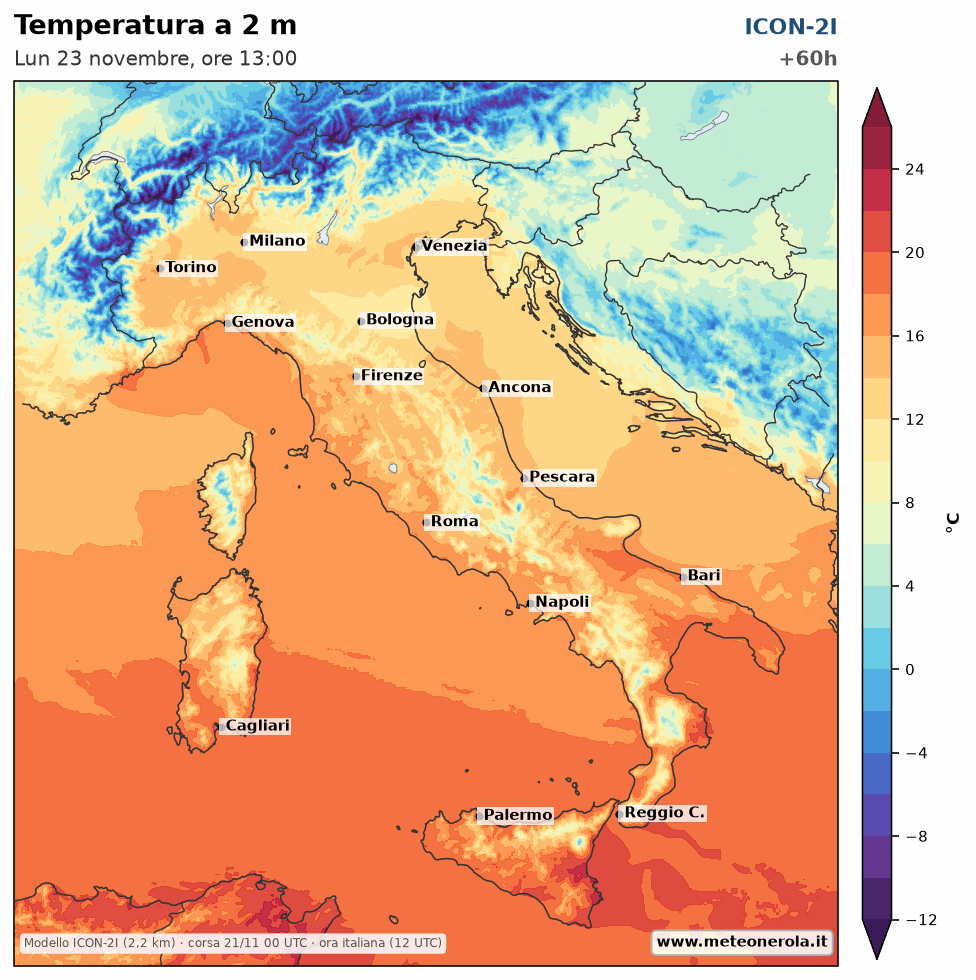 Temperatura a 2 m
ICON-2I
Lun 23 novembre, ore 13:00
+60h
Milano
Venezia
Torino
Genova
Bologna
Firenze
Ancona
Pescara
Roma
Bari
Napoli
Cagliari
Palermo
Reggio C.
24
20
16
12
8
4
0
−4
−8
−12
°C
Modello ICON-2I (2,2 km) · corsa 21/11 00 UTC · ora italiana (12 UTC)
www.meteonerola.it